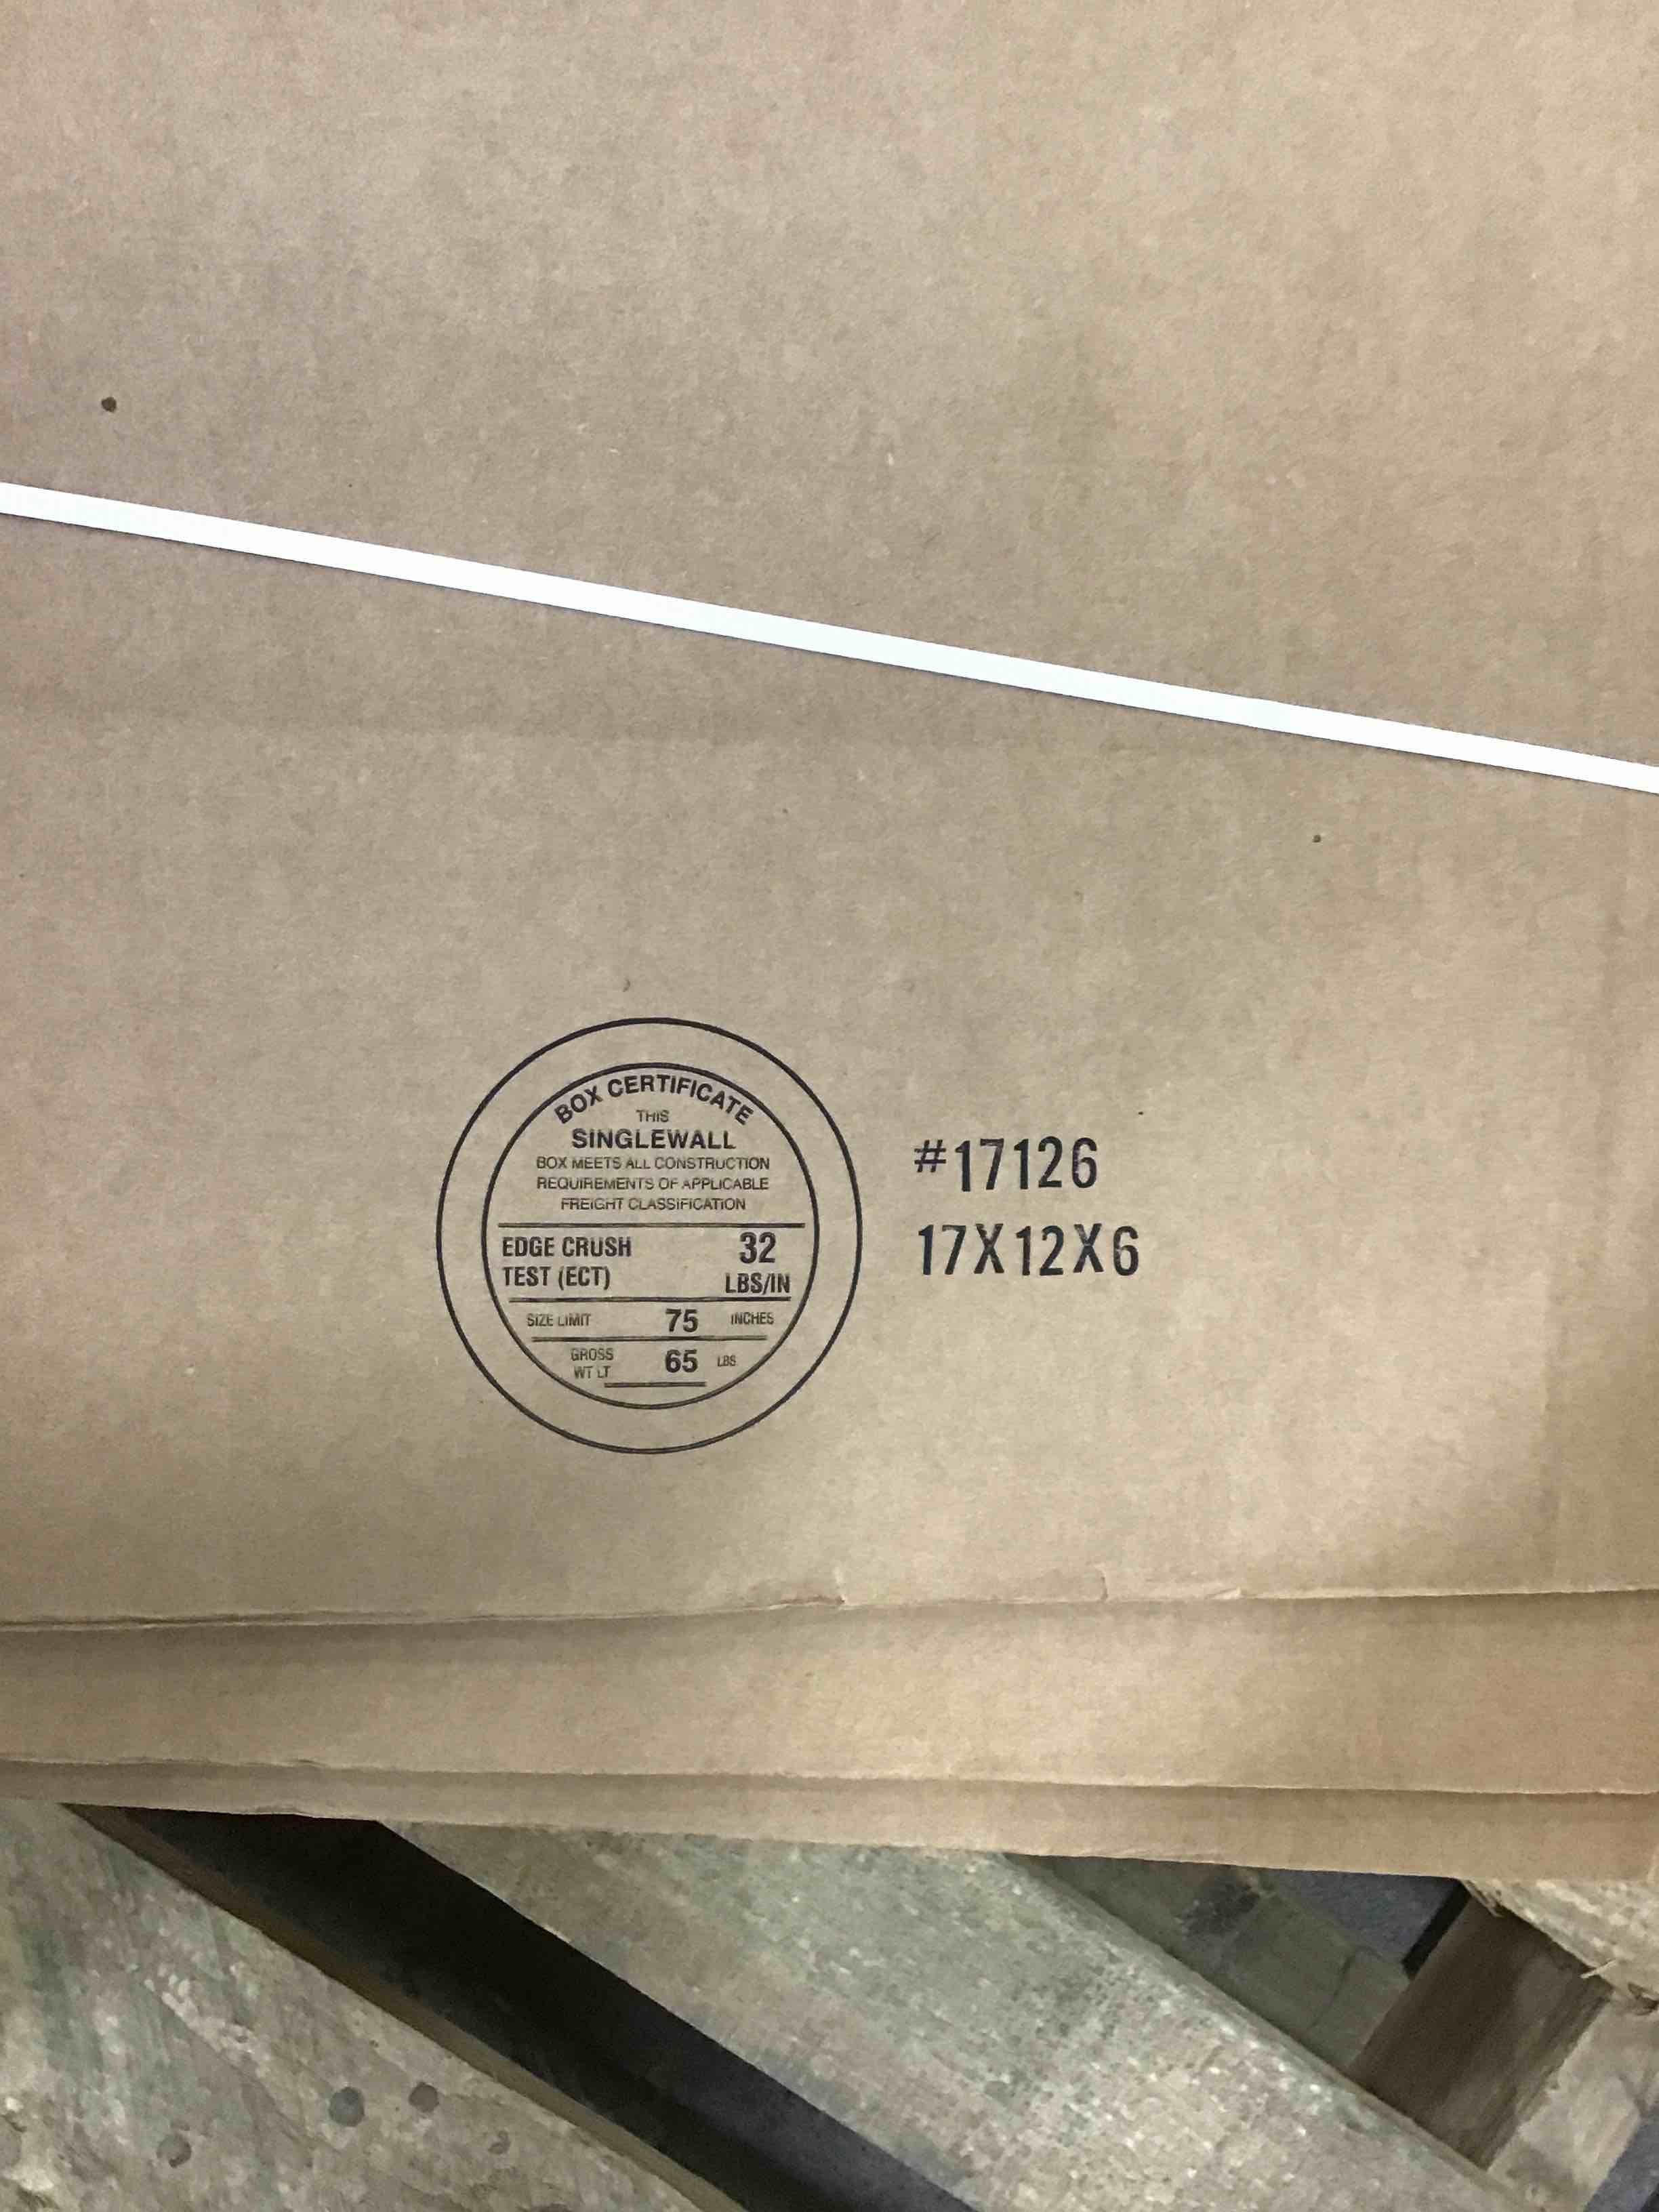 BOX CERTIFICATE
THIS
SINGLEWALL
BOX MEETS ALL CONSTRUCTION
REQUIREMENTS OF APPLICABLE
FREIGHT CLASSIFICATION
EDGE CRUSH 32
TEST (ECT) LBS/IN
SIZE LIMIT 75 INCHES
GROSS
WT LT 65 LBS
#17126
17X12X6